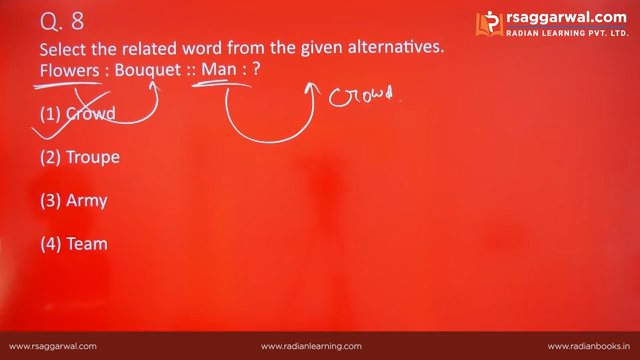 rsaggarwal.com
RADIAN LEARNING PVT. LTD.
Q. 8
Select the related word from the given alternatives.
Flowers : Bouquet :: Man : ?
Crowd.
(1) Crowd
(2) Troupe
(3) Army
(4) Team
www.rsaggarwal.com
www.radianlearning.com
www.radianbooks.in